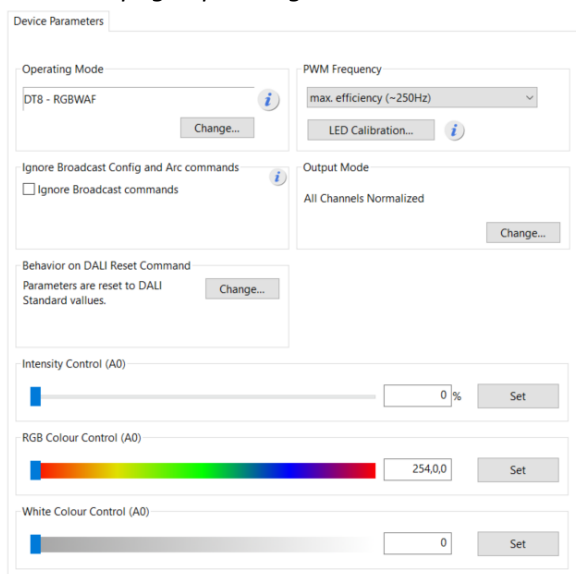 Device Parameters
Operating Mode
DT8 - RGBWAF
Change...
PWM Frequency
max. efficiency (~250Hz)
LED Calibration...
Ignore Broadcast Config and Arc commands
Ignore Broadcast commands
Output Mode
All Channels Normalized
Change...
Behavior on DALI Reset Command
Parameters are reset to DALI
Standard values.
Change...
Intensity Control (A0)
0 %
Set
RGB Colour Control (A0)
254,0,0
Set
White Colour Control (A0)
0
Set